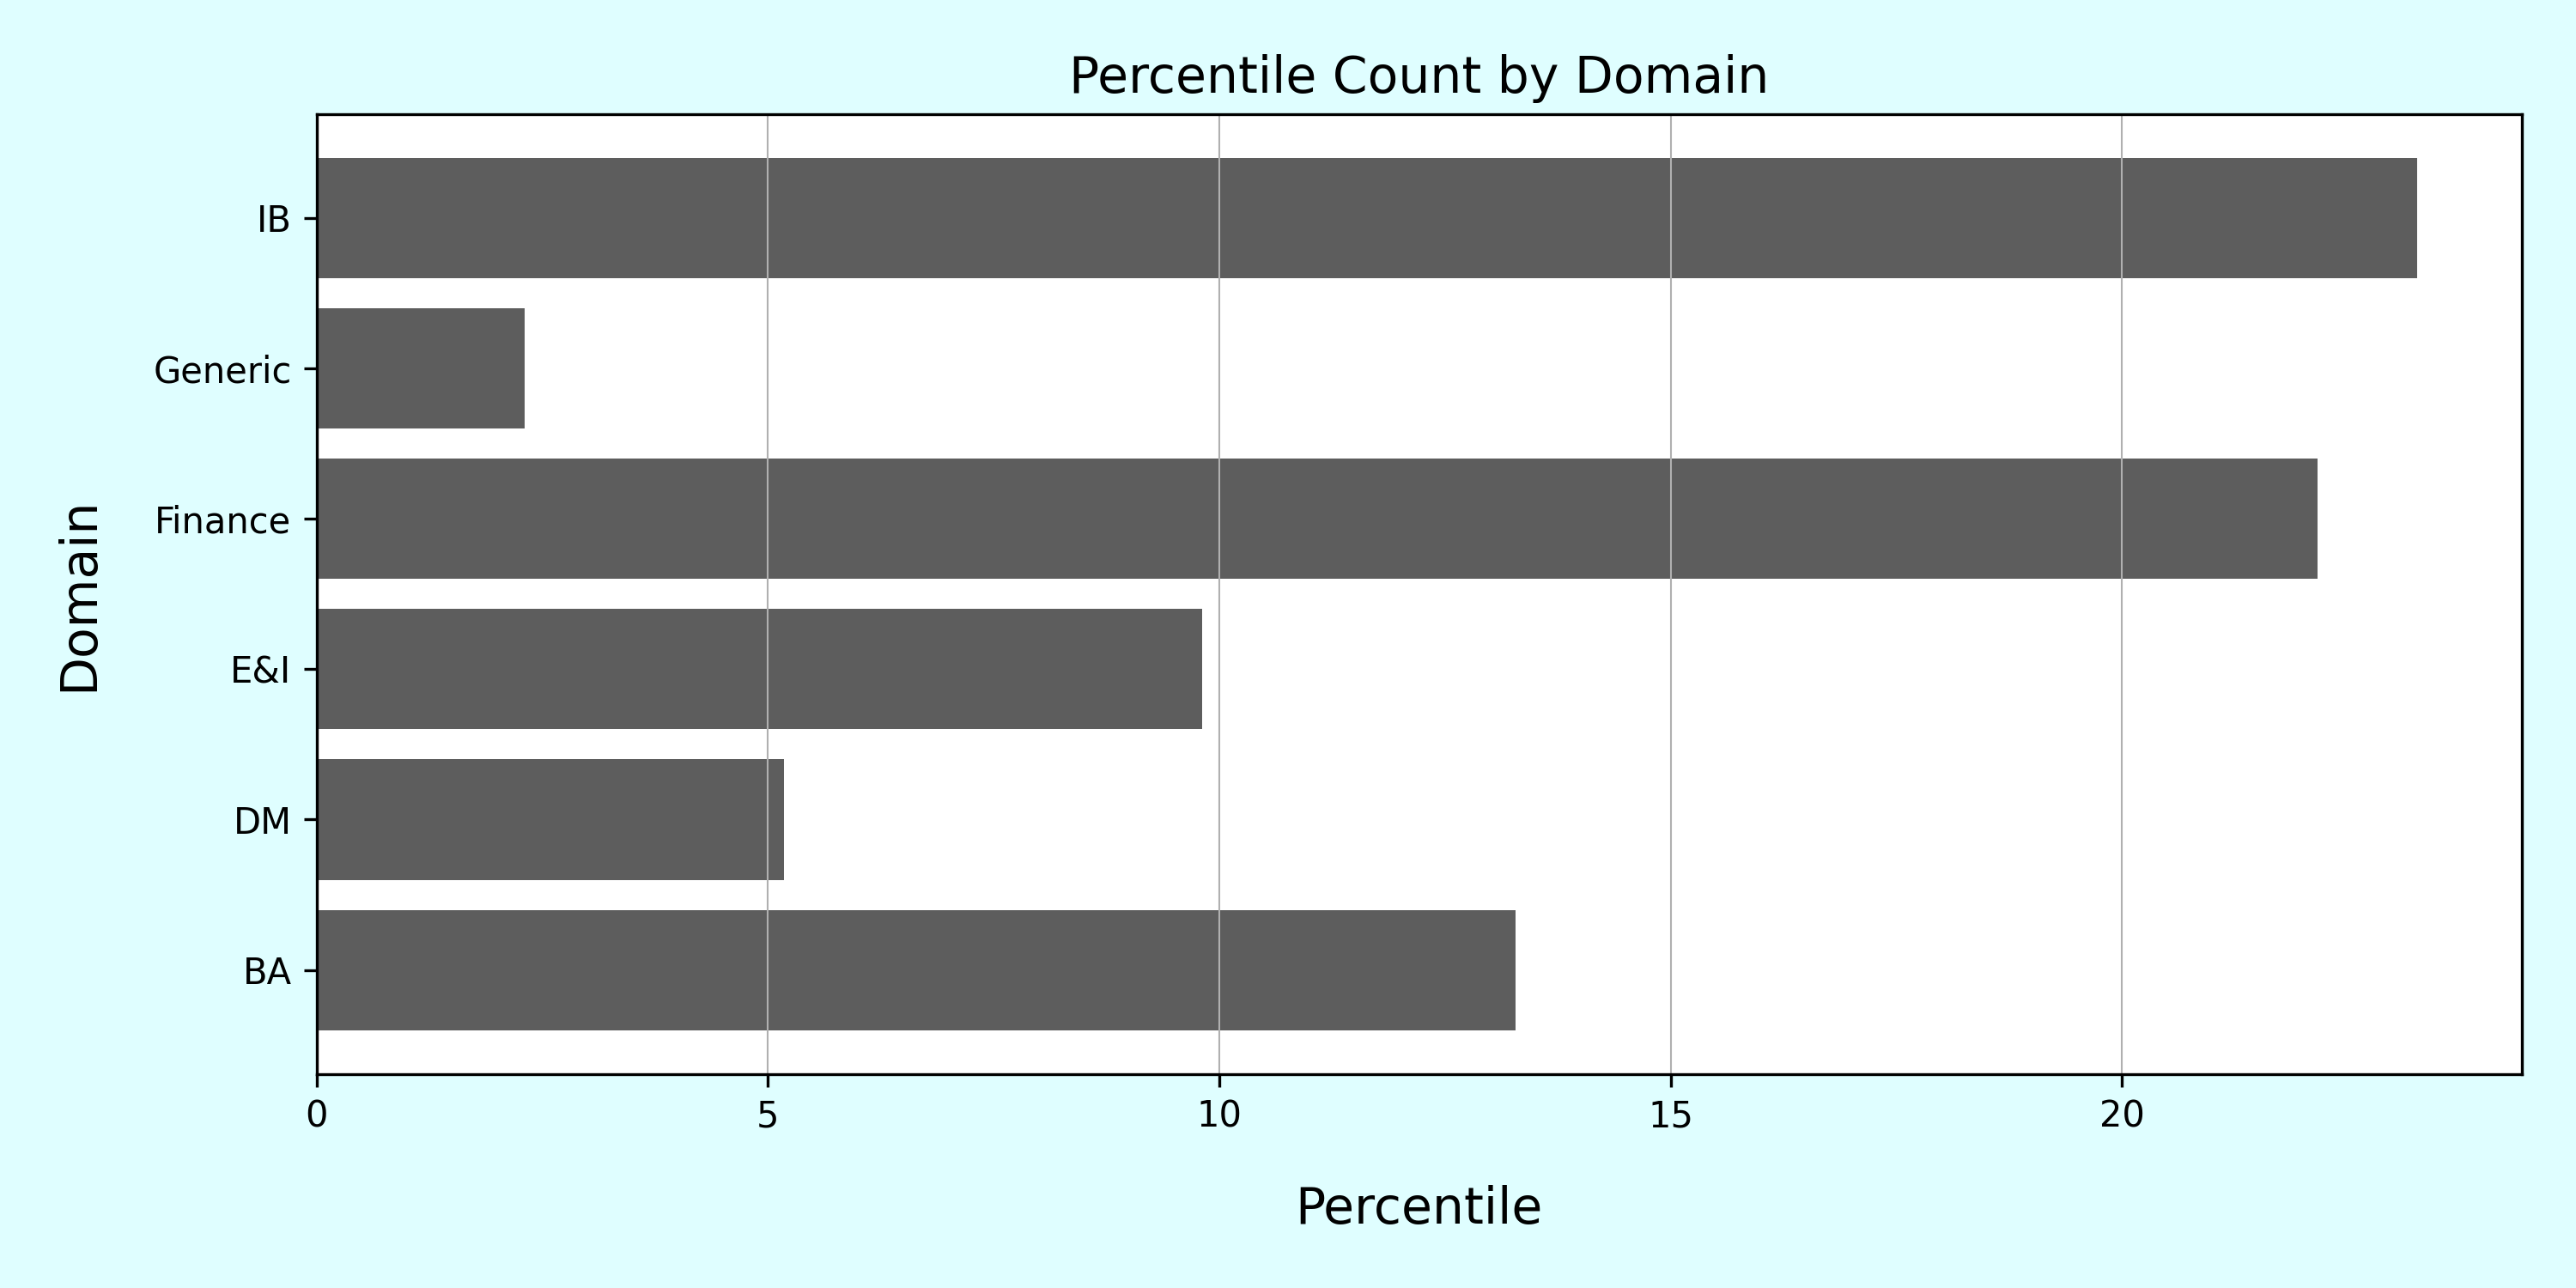 Percentile Count by Domain
Domain
IB
Generic
Finance
E&I
DM
BA
0 5 10 15 20
Percentile